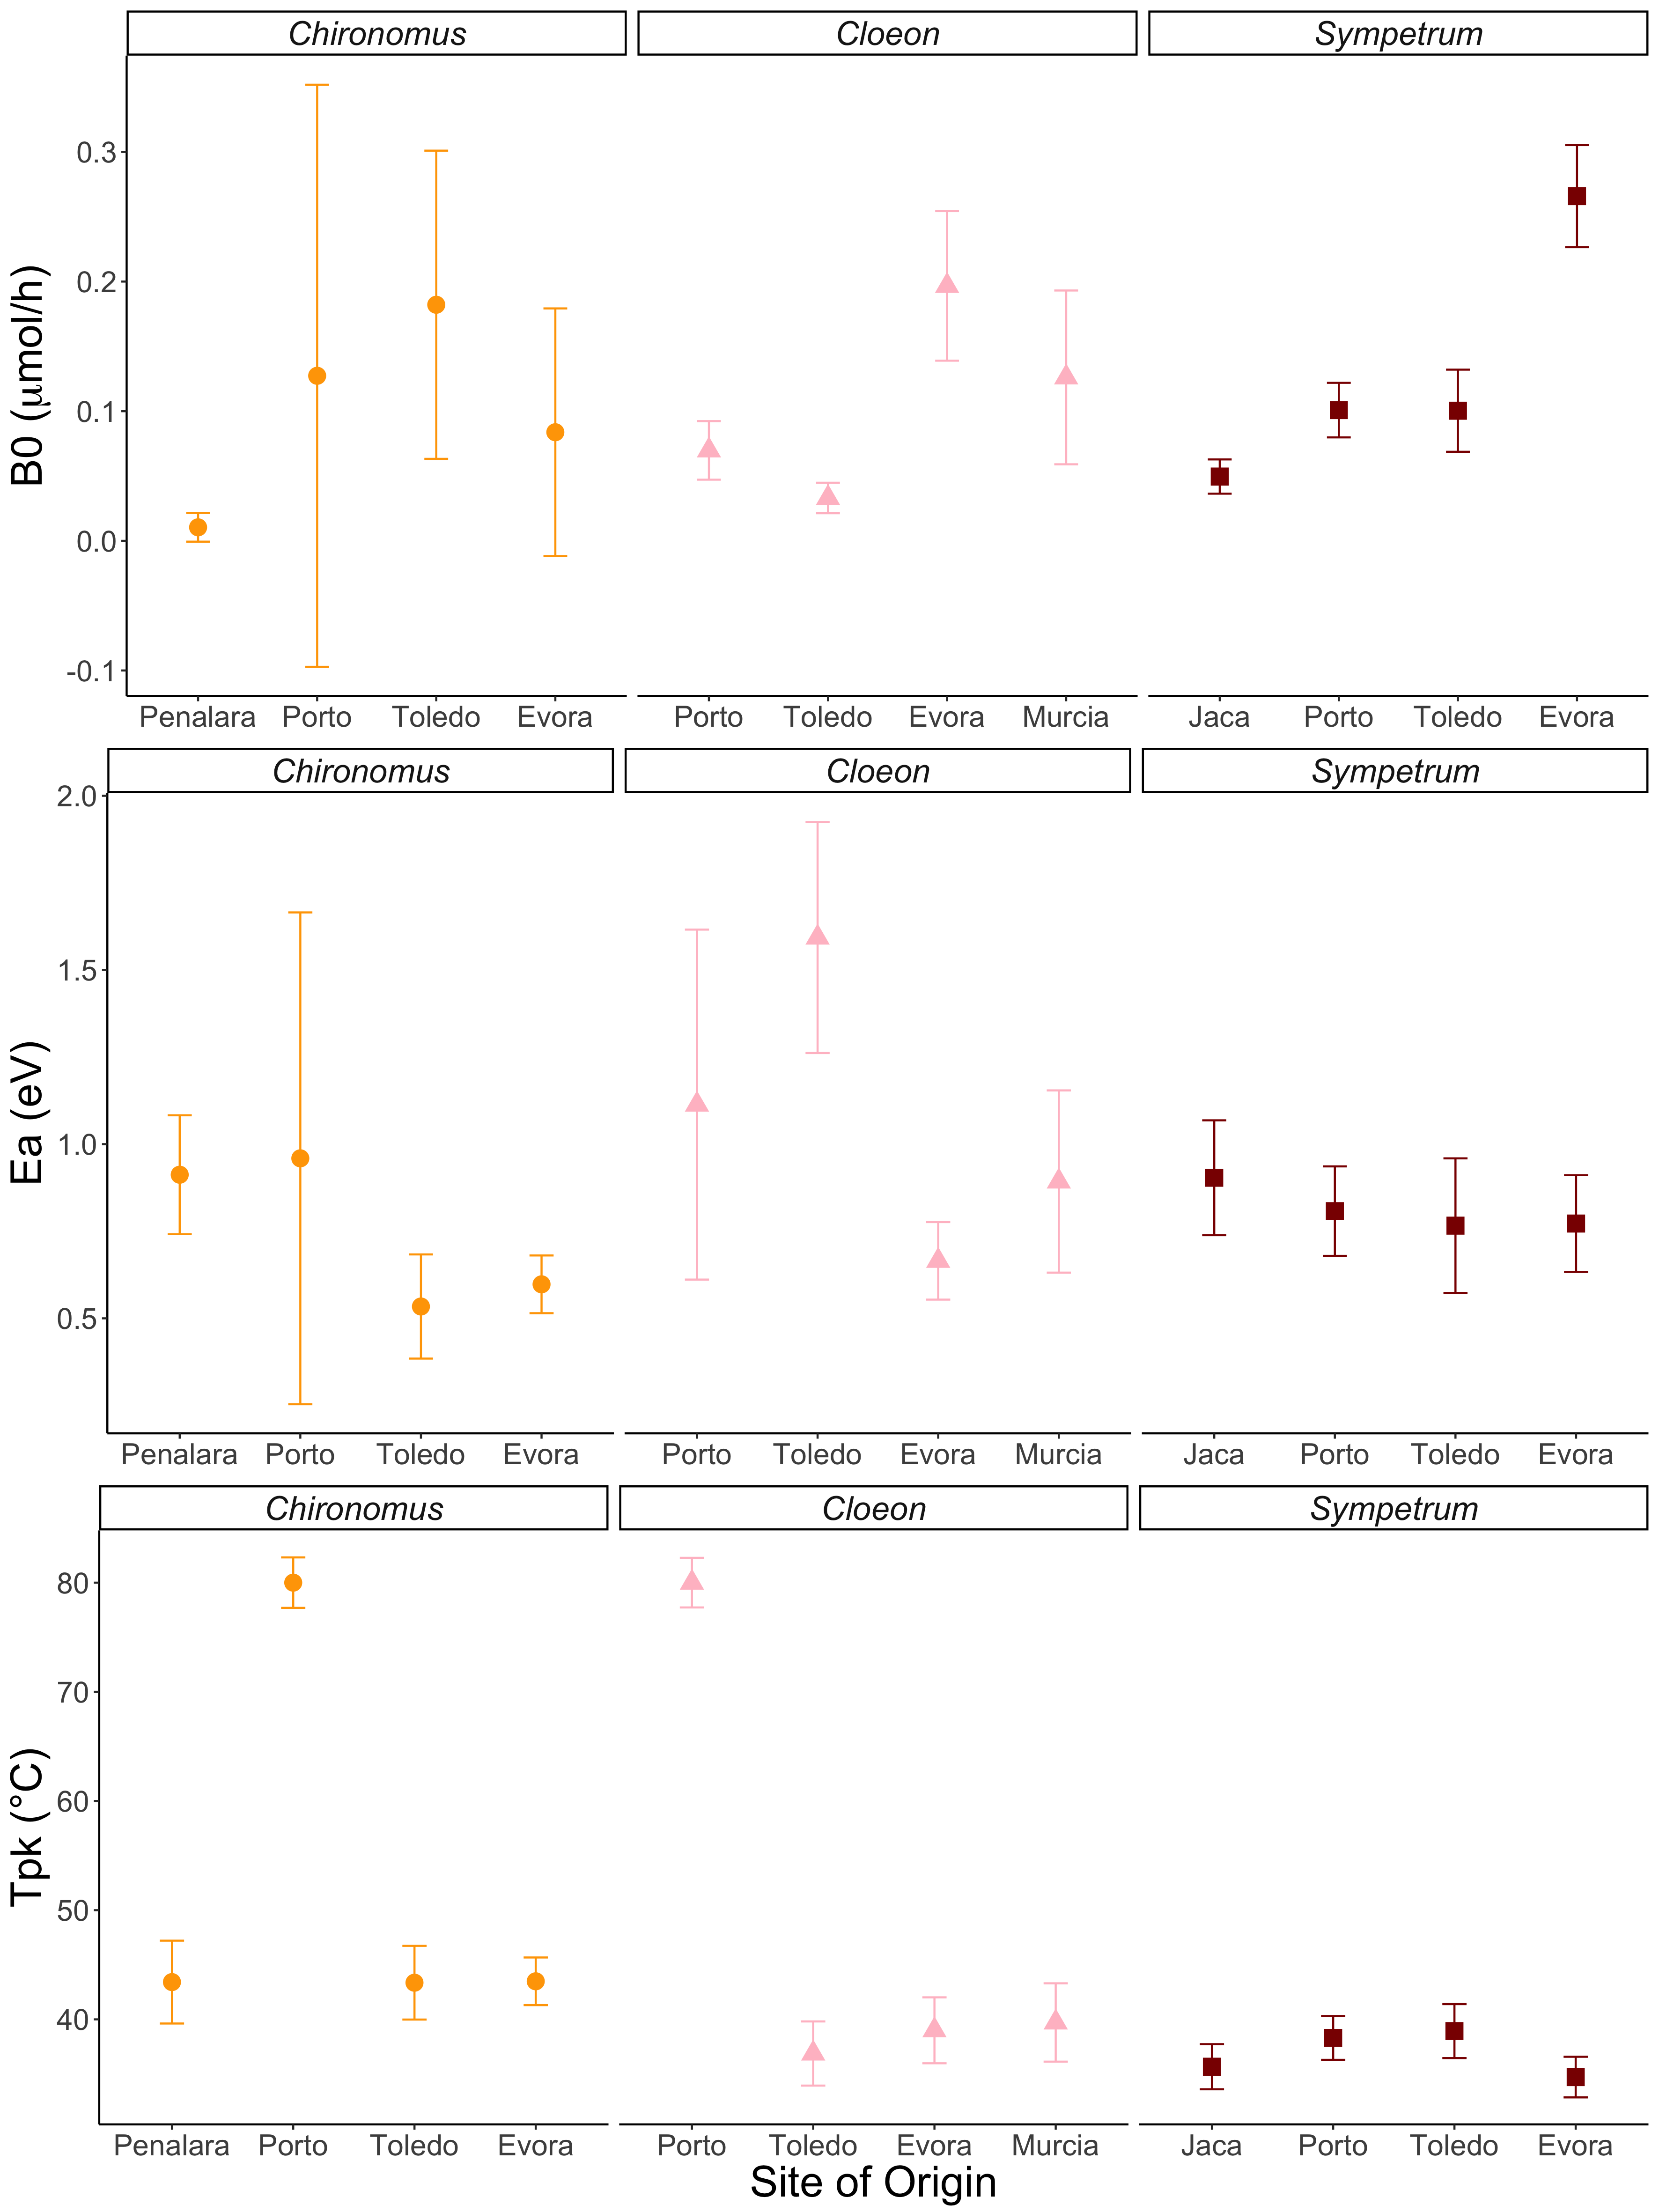 Chironomus Cloeon Sympetrum
B0 (μmol/h)
0.3
0.2
0.1
0.0
-0.1
Penalara Porto Toledo Evora Porto Toledo Evora Murcia Jaca Porto Toledo Evora
Chironomus Cloeon Sympetrum
Ea (eV)
2.0
1.5
1.0
0.5
Penalara Porto Toledo Evora Porto Toledo Evora Murcia Jaca Porto Toledo Evora
Chironomus Cloeon Sympetrum
Tpk (°C)
80
70
60
50
40
Penalara Porto Toledo Evora Porto Toledo Evora Murcia Jaca Porto Toledo Evora
Site of Origin